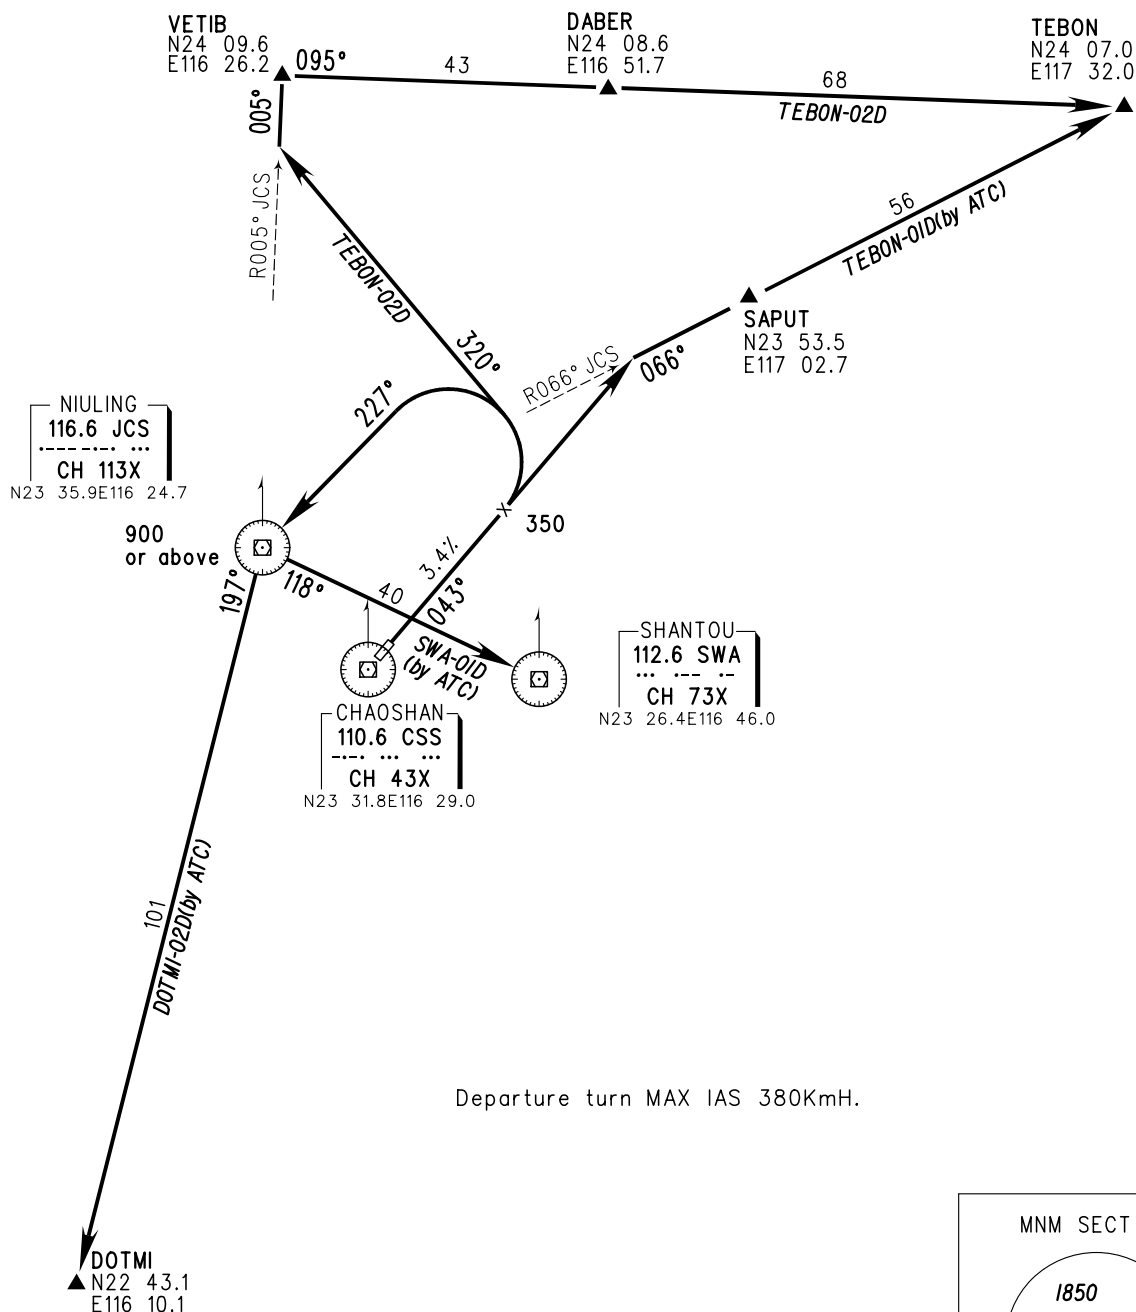 VETIB
N24 09.6
E116 26.2
095°
43
DABER
N24 08.6
E116 51.7
68
TEBON-02D
TEBON
N24 07.0
E117 32.0
005°
R005° JCS
TEBON-02D
320°
56
TEBON-01D(by ATC)
SAPUT
N23 53.5
E117 02.7
R066° JCS
066°
227°
NIULING
116.6 JCS
CH 113X
N23 35.9E116 24.7
900
or above
X 350
3.4%
043°
197°
118°
40
SWA-01D
(by ATC)
SHANTOU
112.6 SWA
CH 73X
N23 26.4E116 46.0
CHAOSHAN
110.6 CSS
CH 43X
N23 31.8E116 29.0
101
DOTMI-02D(by ATC)
Departure turn MAX IAS 380KmH.
MNM SECT
1850
DOTMI
N22 43.1
E116 10.1